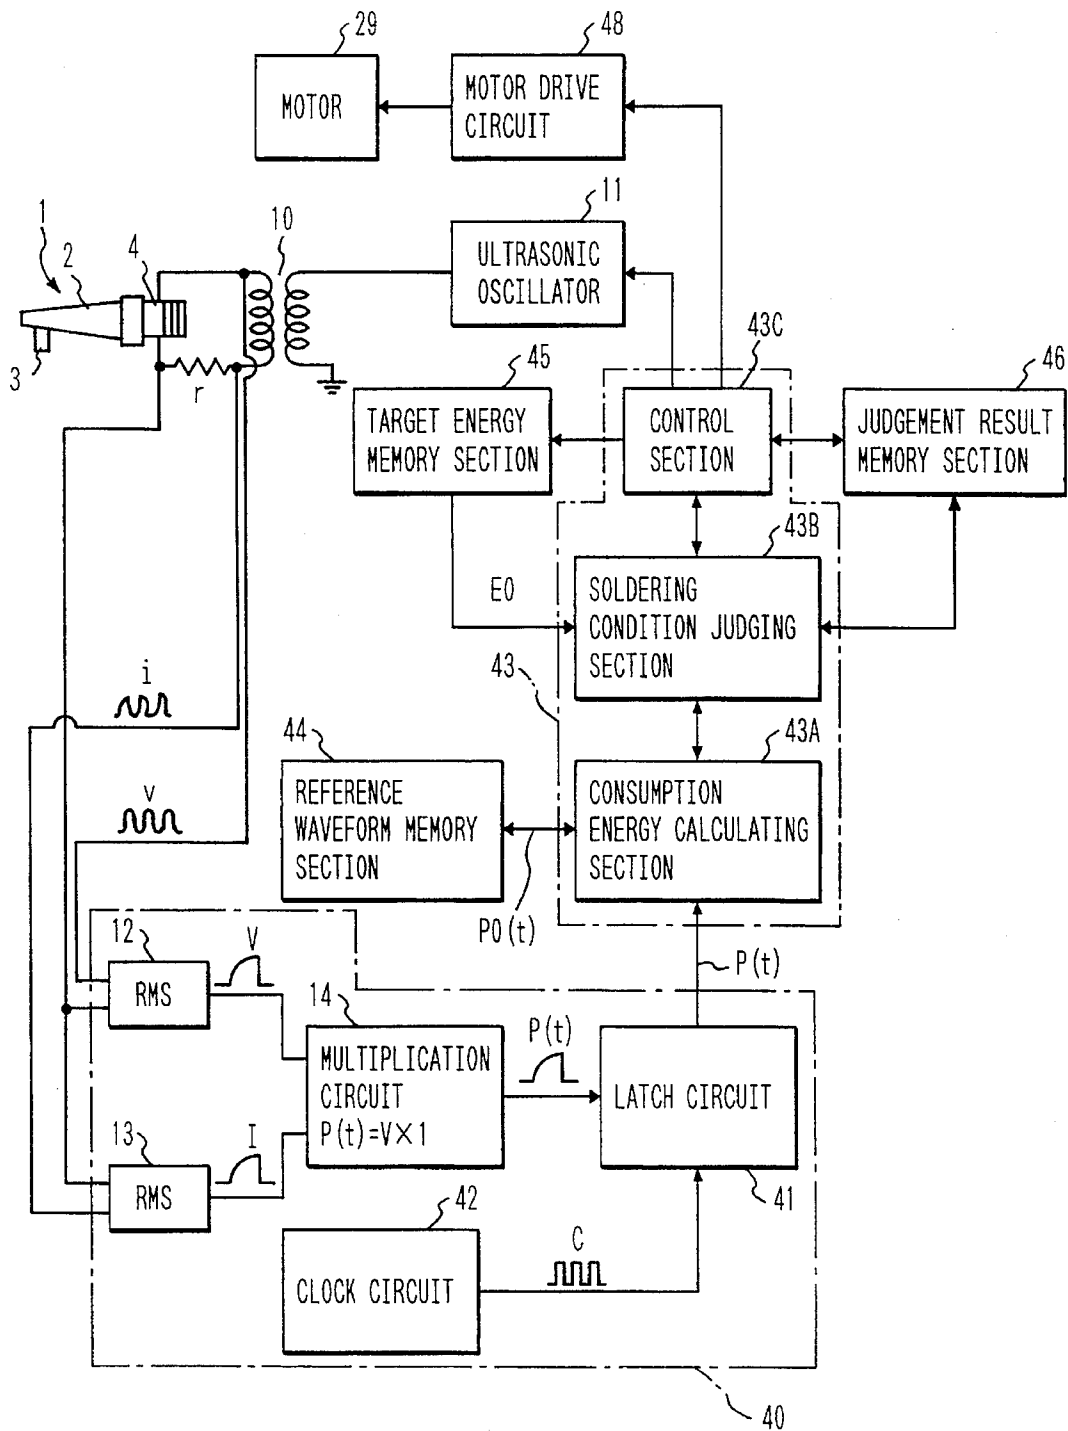 29
48
MOTOR
MOTOR DRIVE
CIRCUIT
11
1
2
4
10
ULTRASONIC
OSCILLATOR
3
r
45
43C
46
TARGET ENERGY
MEMORY SECTION
CONTROL
SECTION
JUDGEMENT RESULT
MEMORY SECTION
43B
E0
SOLDERING
CONDITION JUDGING
SECTION
i
43
44
43A
v
REFERENCE
WAVEFORM MEMORY
SECTION
CONSUMPTION
ENERGY CALCULATING
SECTION
P0(t)
12
V
P(t)
RMS
14
P(t)
MULTIPLICATION
CIRCUIT
P(t)=V×1
LATCH CIRCUIT
13
I
RMS
42
41
C
CLOCK CIRCUIT
40